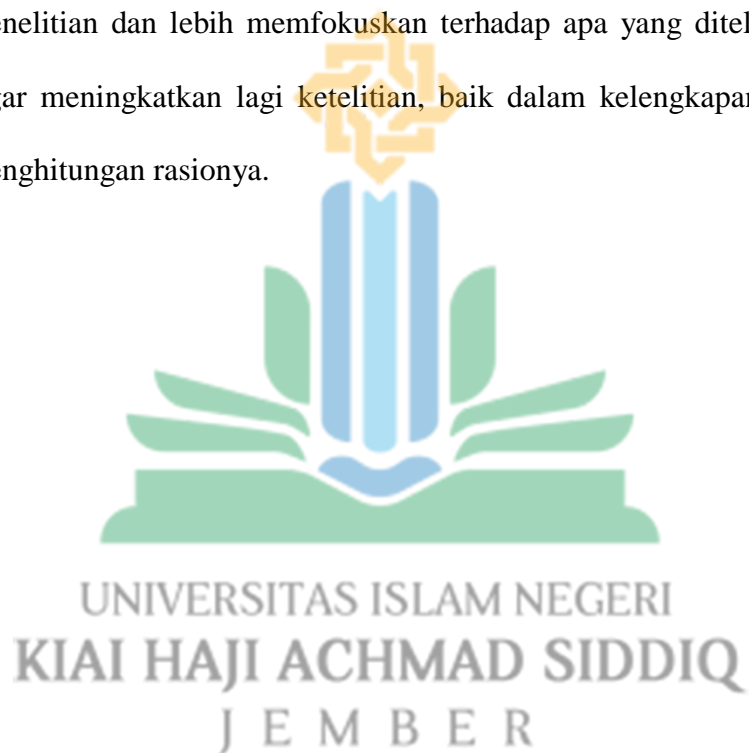 enelitian dan lebih memfokuskan terhadap apa yang ditel
gar meningkatkan lagi ketelitian, baik dalam kelengkapan
enghitungan rasionya.
UNIVERSITAS ISLAM NEGERI
KIAI HAJI ACHMAD SIDDIQ
J E M B E R